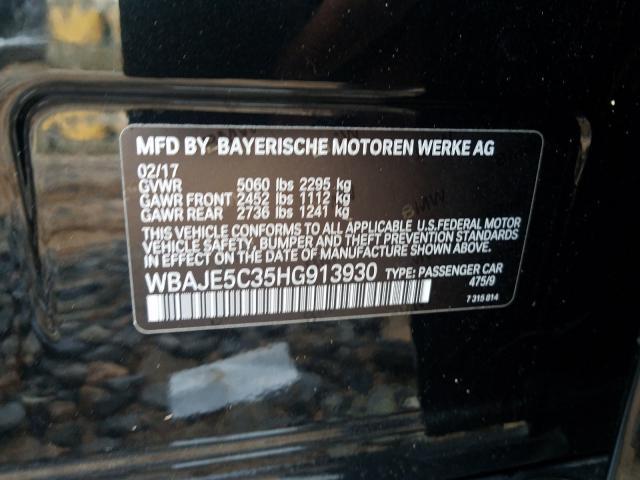 MFD BY BAYERISCHE MOTOREN WERKE AG
02/17
GVWR 5060 lbs 2295 kg
GAWR FRONT 2452 lbs 1112 kg
GAWR REAR 2736 lbs 1241 kg
THIS VEHICLE CONFORMS TO ALL APPLICABLE U.S.FEDERAL MOTOR
VEHICLE SAFETY, BUMPER AND THEFT PREVENTION STANDARDS
IN EFFECT ON THE DATE OF MANUFACTURE SHOWN ABOVE.
WBAJE5C35HG913930 TYPE: PASSENGER CAR
475/9
7 315 814